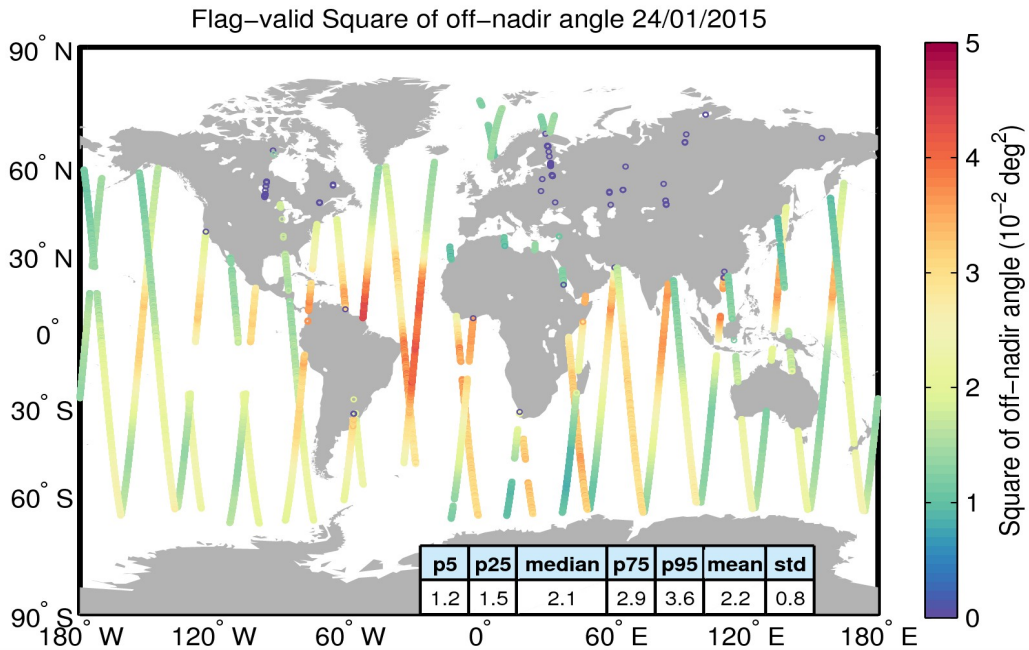 Flag−valid Square of off−nadir angle 24/01/2015
90° N
60° N
30° N
0°
30° S
60° S
90° S
180° W
120° W
60° W
0°
60° E
120° E
180° E
p5 p25 median p75 p95 mean std
1.2 1.5 2.1 2.9 3.6 2.2 0.8
5
4
3
2
1
0
Square of off−nadir angle (10⁻² deg²)